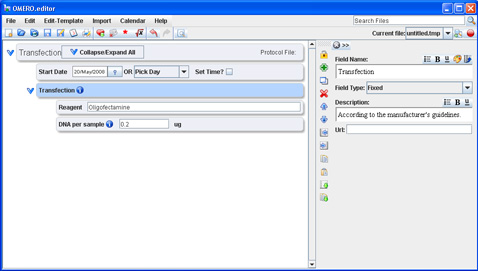 OMERO.editor
File Edit Edit-Template Import Calendar Help
Search Files
Current file: untitled.tmp
Transfection Collapse/Expand All Protocol File:
Start Date 20/May/2008 OR Pick Day Set Time?
Transfection
Reagent Oligofectamine
DNA per sample 0.2 ug
>>
Field Name: B U
Transfection
Field Type: Fixed
Description: B U
According to the manufacturer's guidelines.
Url: